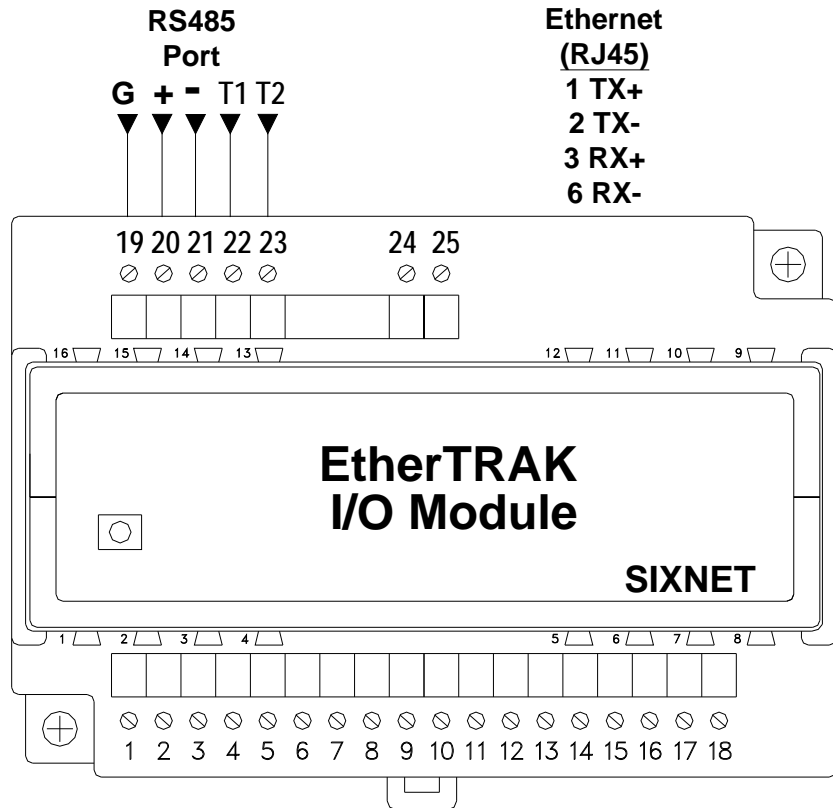 RS485
Port
G + - T1 T2
Ethernet
(RJ45)
1 TX+
2 TX-
3 RX+
6 RX-
19 20 21 22 23 24 25
16 15 14 13 12 11 10 9
EtherTRAK
I/O Module
SIXNET
1 2 3 4 5 6 7 8
1 2 3 4 5 6 7 8 9 10 11 12 13 14 15 16 17 18